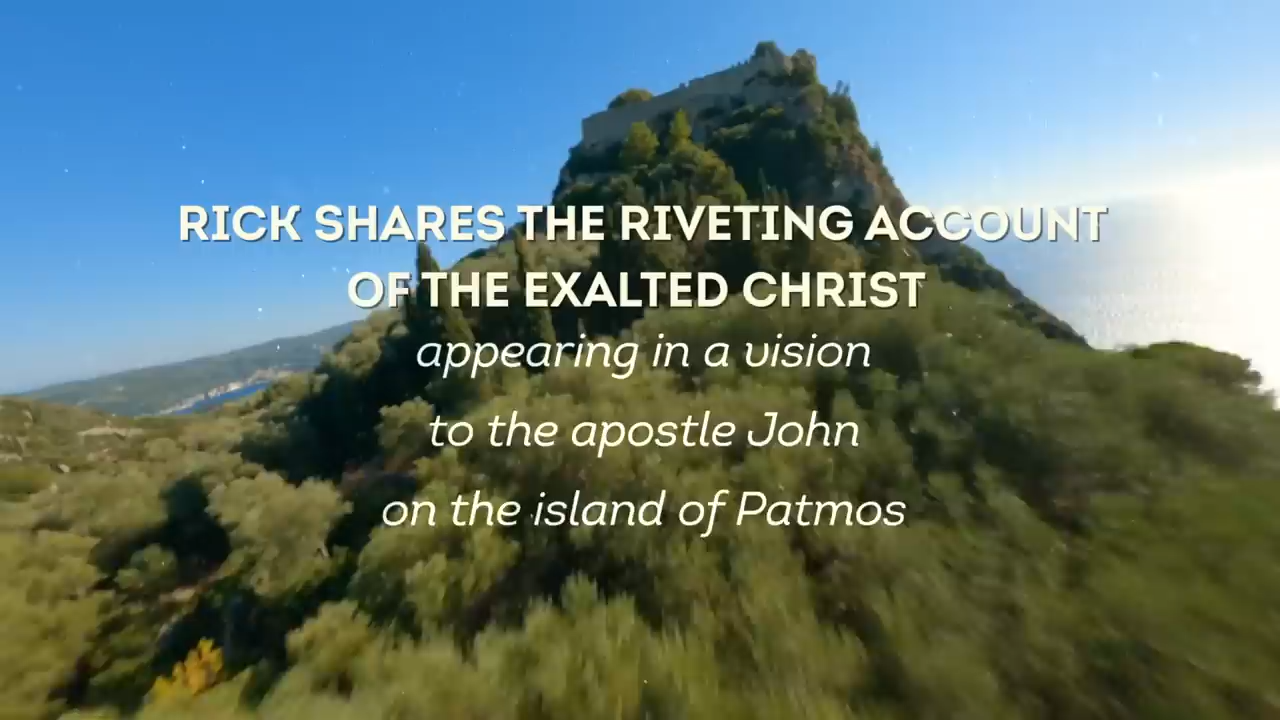 RICK SHARES THE RIVETING ACCOUNT
OF THE EXALTED CHRIST
appearing in a vision
to the apostle John
on the island of Patmos